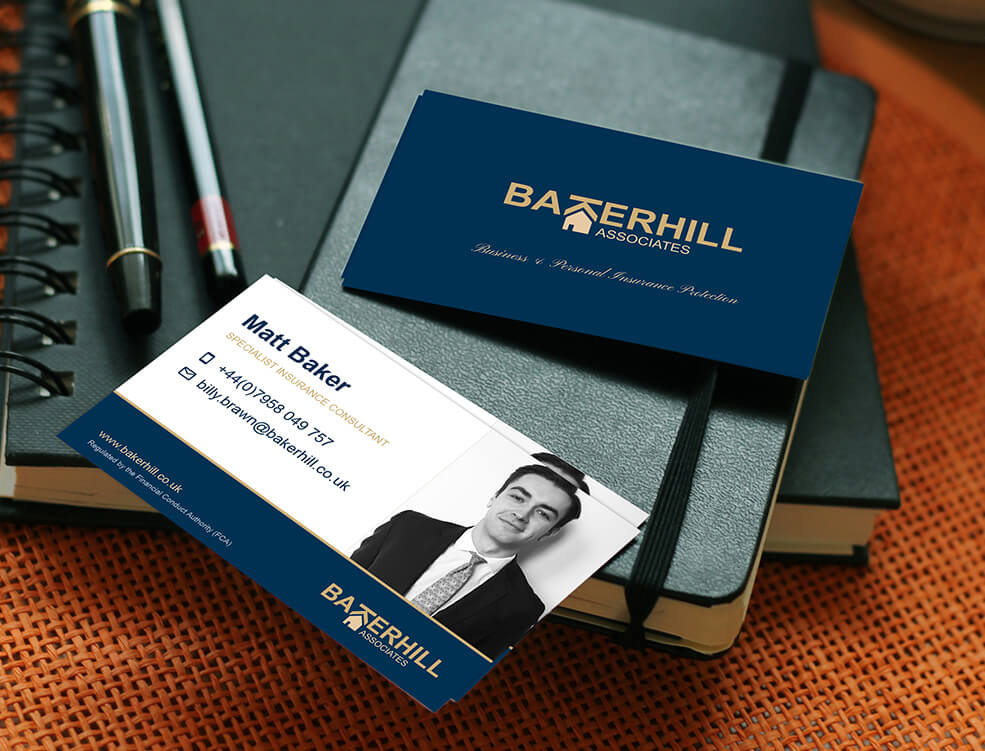 BAKERHILL
ASSOCIATES
Business & Personal Insurance Protection
Matt Baker
SPECIALIST INSURANCE CONSULTANT
+44(0)7958 049 757
billy.brawn@bakerhill.co.uk
www.bakerhill.co.uk
Regulated by the Financial Conduct Authority (FCA)
BAKERHILL
ASSOCIATES